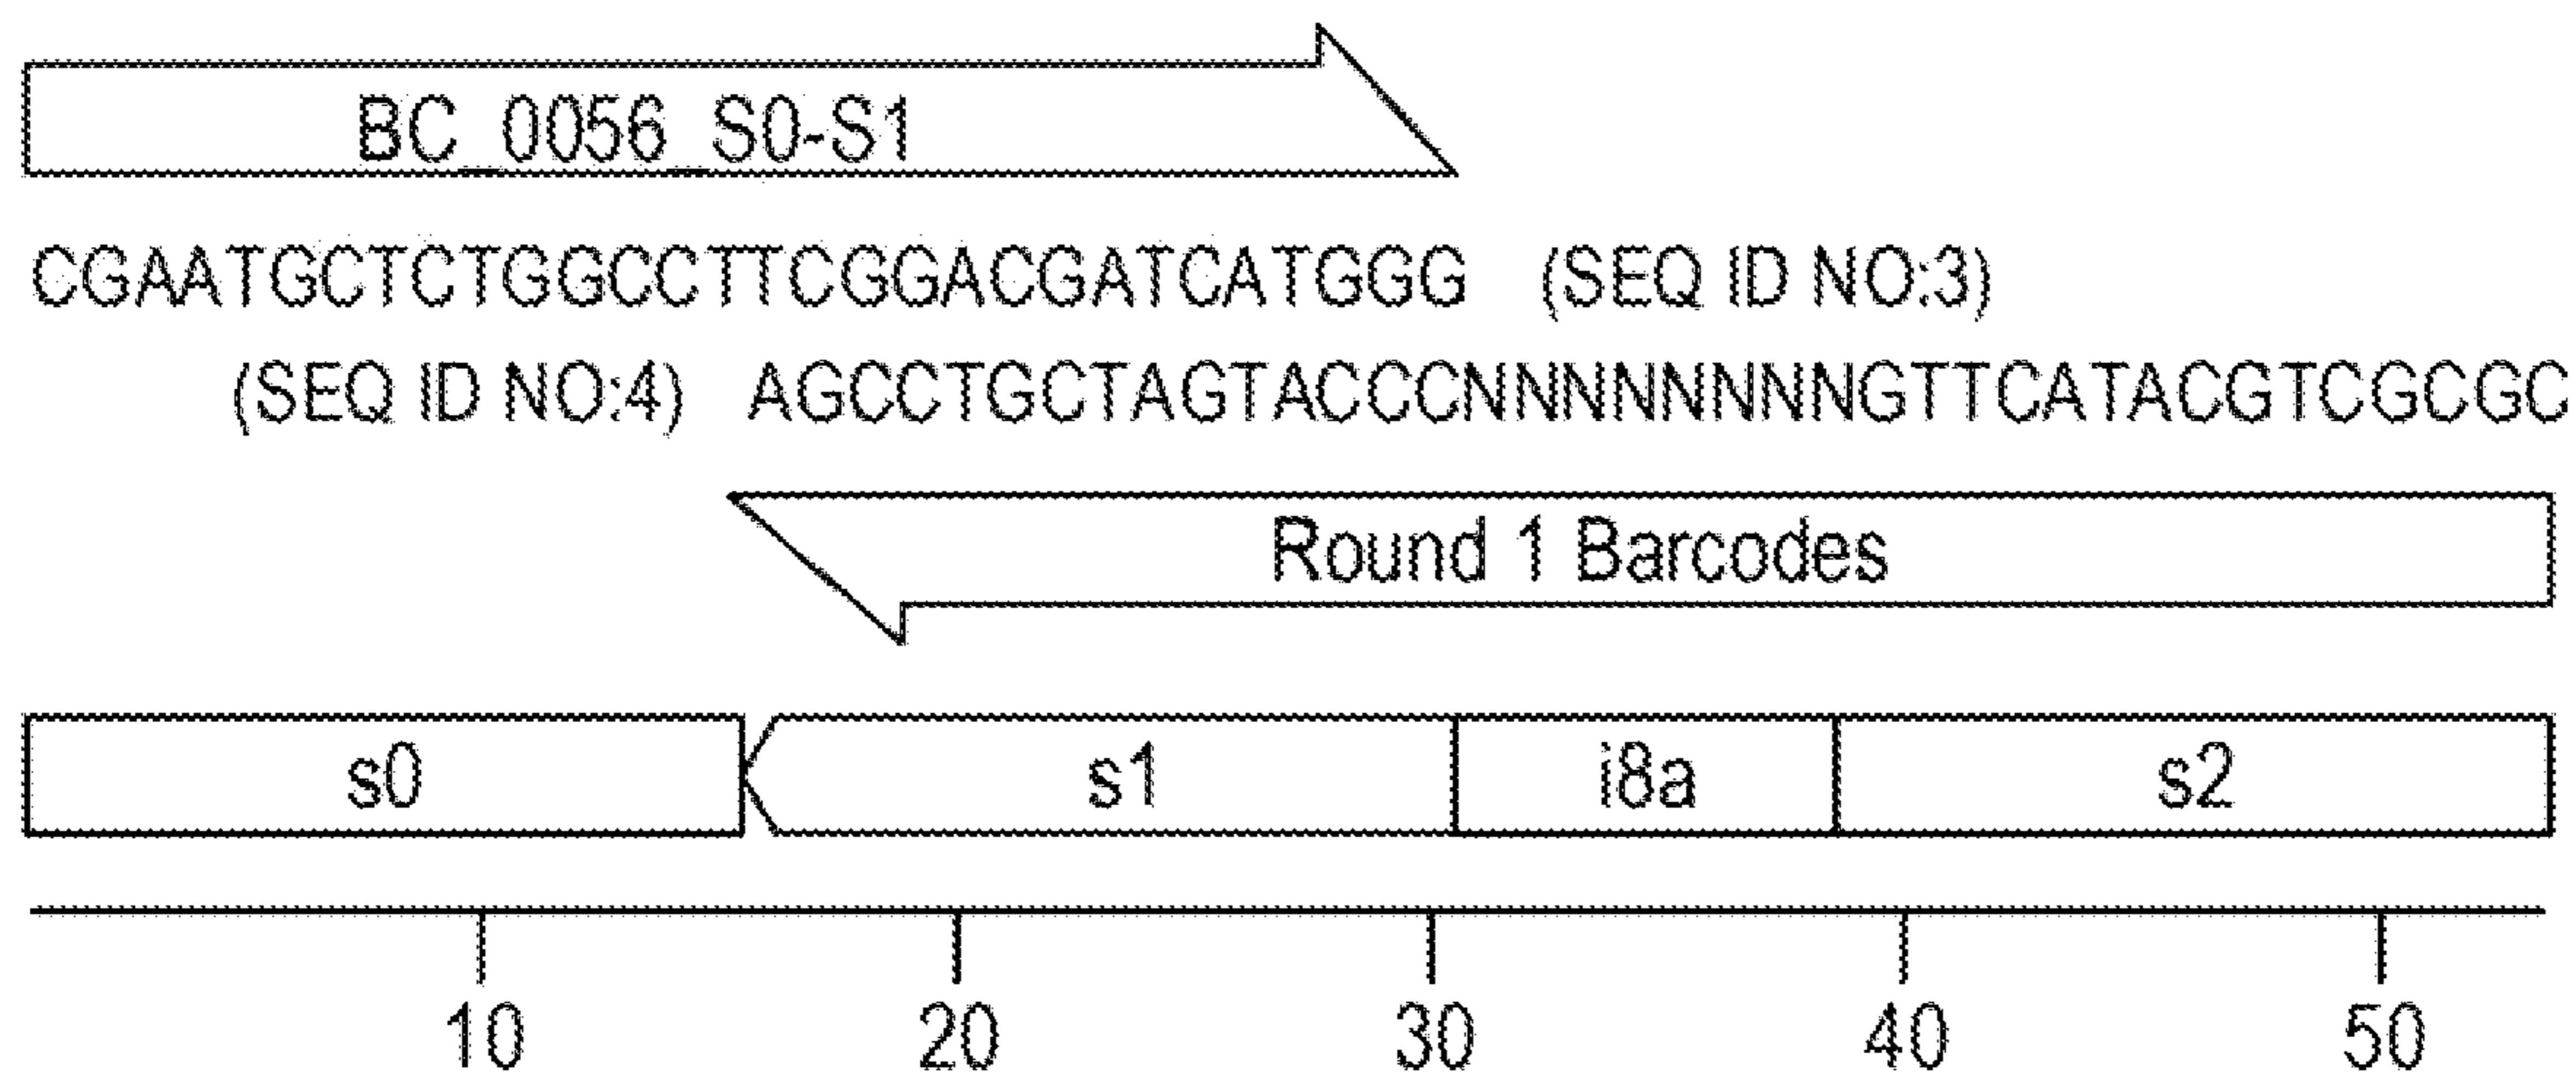 BC_0056_S0-S1
CGAATGCTCTGGCCTTCGGACGATCATGGG (SEQ ID NO:3)
(SEQ ID NO:4) AGCCTGCTAGTACCCNNNNNNNNGTTCATACGTCGCGC
Round 1 Barcodes
s0 s1 i8a s2
10 20 30 40 50